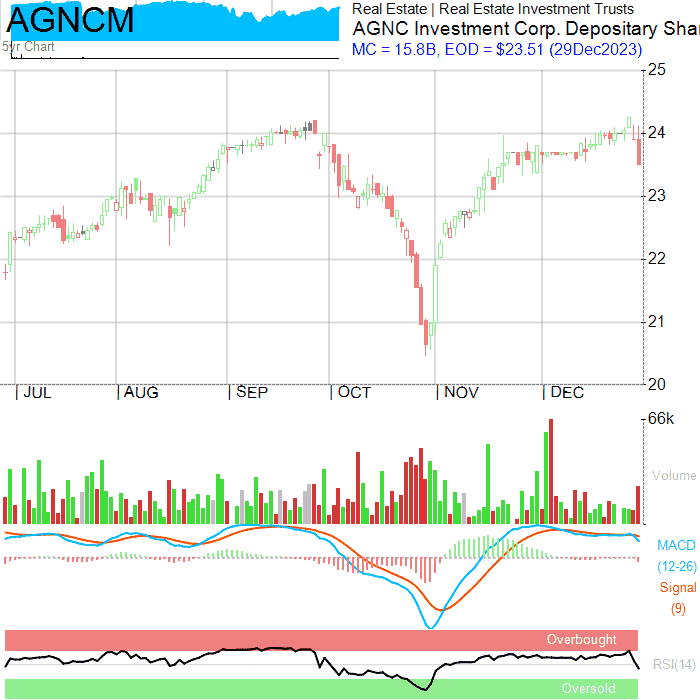 AGNCM
5yr Chart
Real Estate | Real Estate Investment Trusts
AGNC Investment Corp. Depositary Shar
MC = 15.8B, EOD = $23.51 (29Dec2023)
25
24
23
22
21
20
| JUL | AUG | SEP | OCT | NOV | DEC
66k
Volume
MACD
(12-26)
Signal
(9)
Overbought
RSI(14)
Oversold